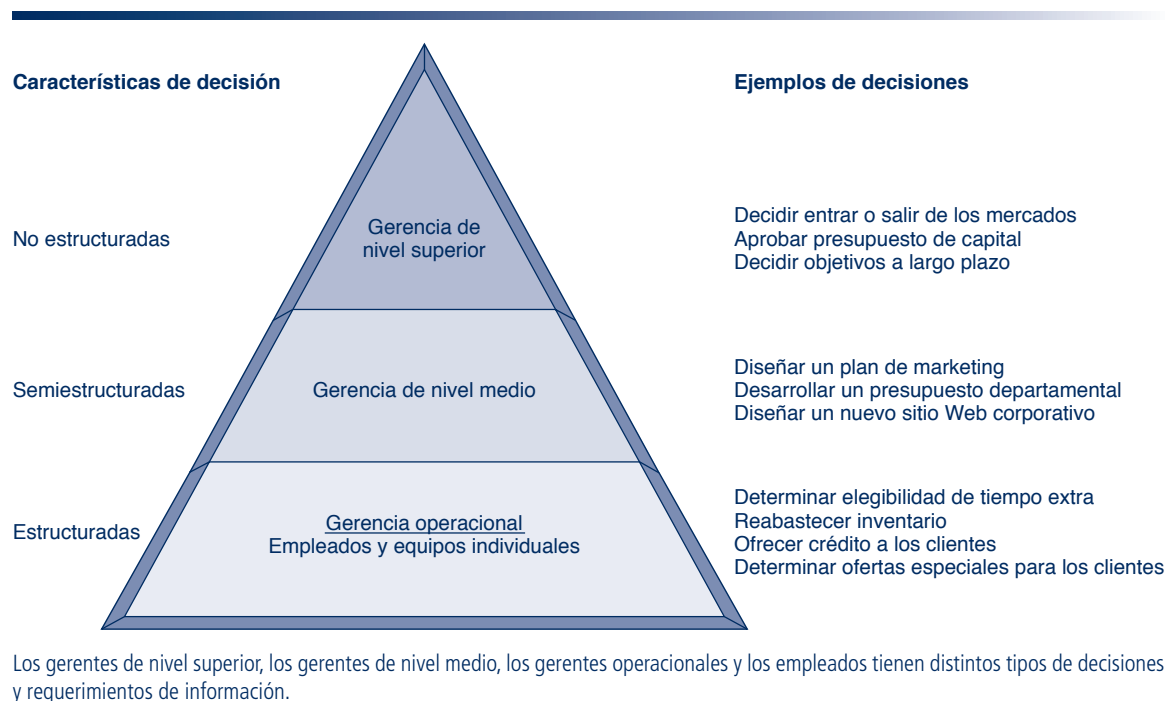 Características de decisión
Ejemplos de decisiones
No estructuradas
Gerencia de
nivel superior
Decidir entrar o salir de los mercados
Aprobar presupuesto de capital
Decidir objetivos a largo plazo
Semiestructuradas
Gerencia de nivel medio
Diseñar un plan de marketing
Desarrollar un presupuesto departamental
Diseñar un nuevo sitio Web corporativo
Estructuradas
Gerencia operacional
Empleados y equipos individuales
Determinar elegibilidad de tiempo extra
Reabastecer inventario
Ofrecer crédito a los clientes
Determinar ofertas especiales para los clientes
Los gerentes de nivel superior, los gerentes de nivel medio, los gerentes operacionales y los empleados tienen distintos tipos de decisiones
y requerimientos de información.